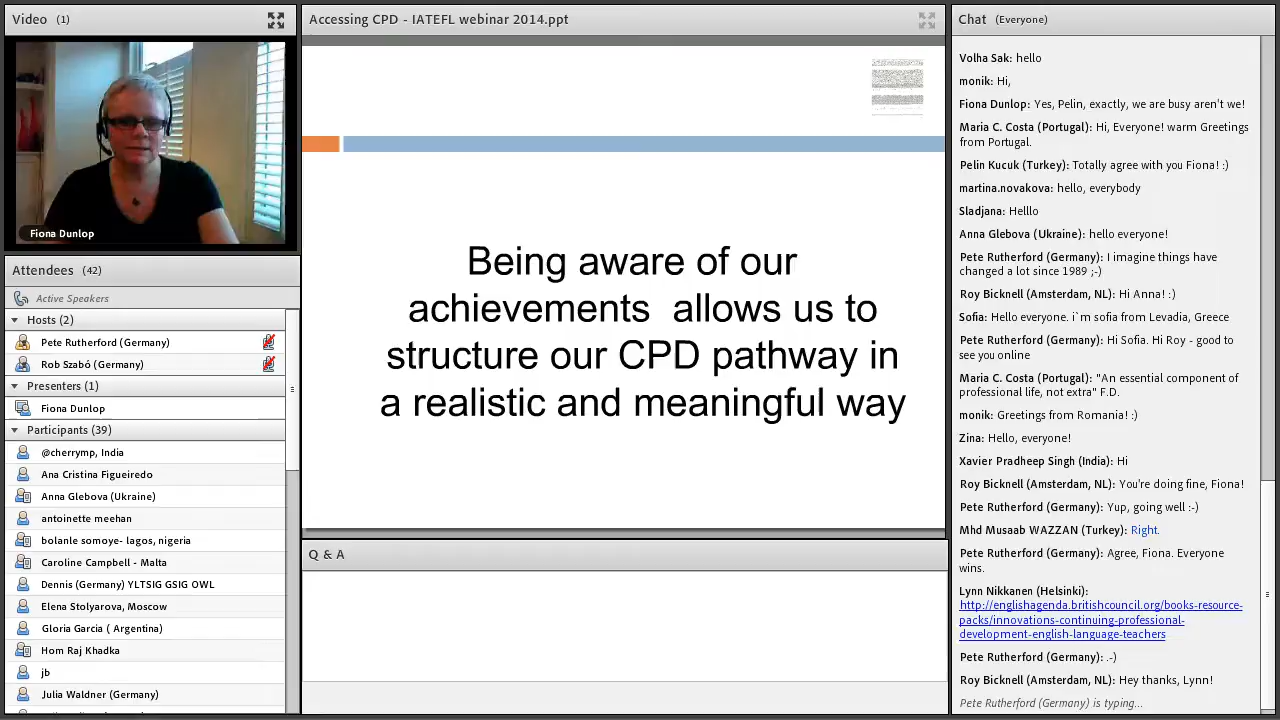 Video (1)
Fiona Dunlop
Attendees (42)
Active Speakers
Hosts (2)
Pete Rutherford (Germany)
Rob Szabó (Germany)
Presenters (1)
Fiona Dunlop
Participants (39)
@cherrymp, India
Ana Cristina Figueiredo
Anna Glebova (Ukraine)
antoinette meehan
bolanle somoye- lagos, nigeria
Caroline Campbell - Malta
Dennis (Germany) YLTSIG GSIG OWL
Elena Stolyarova, Moscow
Gloria Garcia ( Argentina)
Hom Raj Khadka
jb
Julia Waldner (Germany)
Accessing CPD - IATEFL webinar 2014.ppt
Being aware of our
achievements  allows us to
structure our CPD pathway in
a realistic and meaningful way
Q & A
Chat (Everyone)
Volha Sak: hello
monik: Hi,
Fiona Dunlop: Yes, Pelin, exactly, we are busy aren't we!
Maria C. Costa (Portugal): Hi, Everyone! warm Greetings
from Portugal.
Pelin Kucuk (Turkey): Totally agree with you Fiona! :)
martina.novakova: hello, everybody
Sladjana: Helllo
Anna Glebova (Ukraine): hello everyone!
Pete Rutherford (Germany): I imagine things have
changed a lot since 1989 ;-)
Roy Bicknell (Amsterdam, NL): Hi Anna! :)
Sofia: Hello everyone. i`m sofia from Levadia, Greece
Pete Rutherford (Germany): Hi Sofia. Hi Roy - good to
see you online
Maria C. Costa (Portugal): "An essential component of
professional life, not extra" F.D.
monik: Greetings from Romania! :)
Zina: Hello, everyone!
Xavier Pradheep Singh (India): Hi
Roy Bicknell (Amsterdam, NL): You're doing fine, Fiona!
Pete Rutherford (Germany): Yup, going well :-)
Mhd Musaab WAZZAN (Turkey): Right.
Pete Rutherford (Germany): Agree, Fiona. Everyone
wins.
Lynn Nikkanen (Helsinki):
http://englishagenda.britishcouncil.org/books-resource-
packs/innovations-continuing-professional-
development-english-language-teachers
Pete Rutherford (Germany): .-)
Roy Bicknell (Amsterdam, NL): Hey thanks, Lynn!
Pete Rutherford (Germany) is typing...